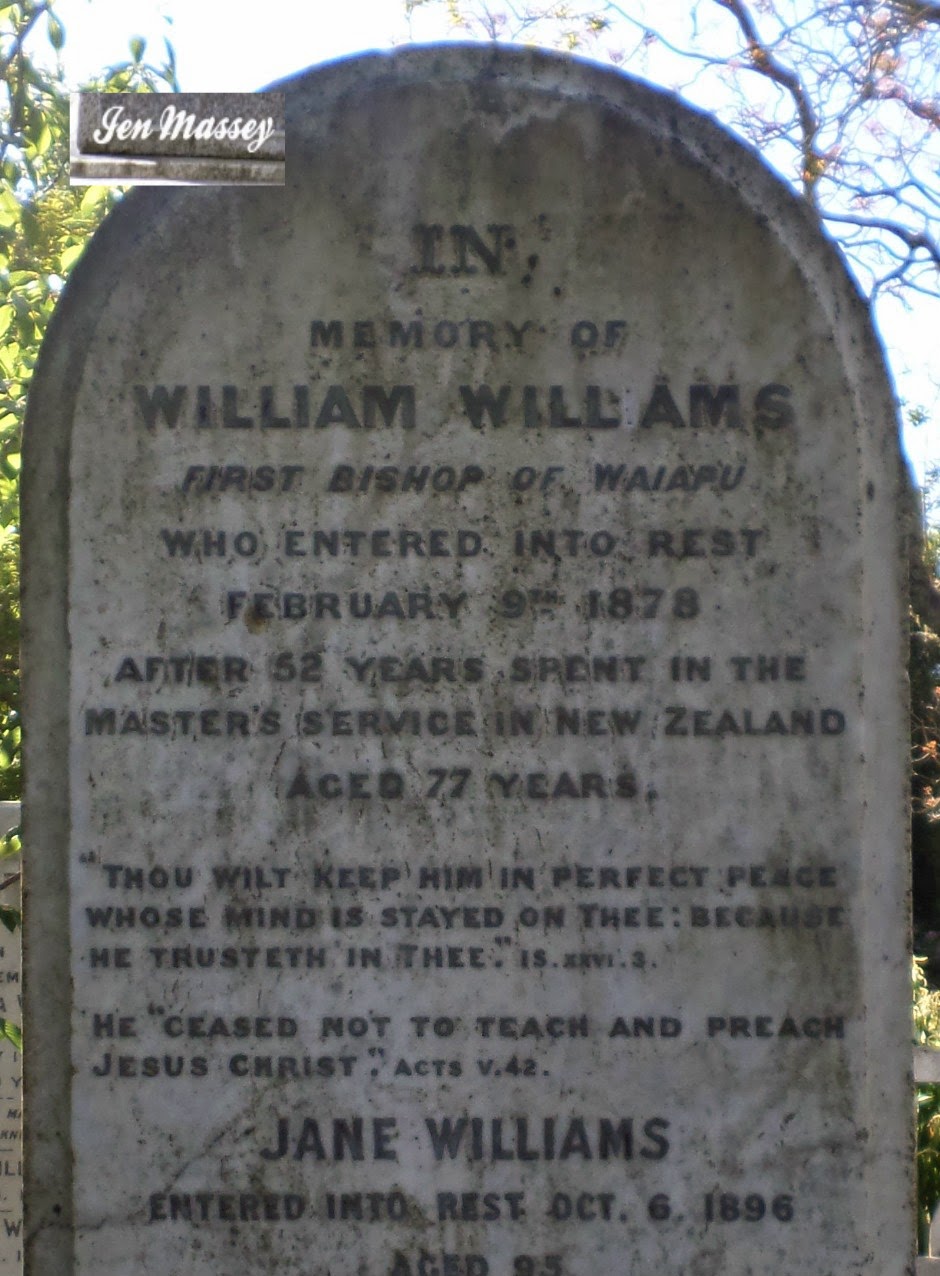 Jen Massey
IN
MEMORY OF
WILLIAM WILLIAMS
FIRST BISHOP OF WAIAPU
WHO ENTERED INTO REST
FEBRUARY 9TH 1878
AFTER 52 YEARS SPENT IN THE
MASTER'S SERVICE IN NEW ZEALAND
AGED 77 YEARS.
"THOU WILT KEEP HIM IN PERFECT PEACE
WHOSE MIND IS STAYED ON THEE: BECAUSE
HE TRUSTETH IN THEE." IS. XXVI. 3.
HE "CEASED NOT TO TEACH AND PREACH
JESUS CHRIST." ACTS V. 42.
JANE WILLIAMS
ENTERED INTO REST OCT. 6 1896
AGED 95